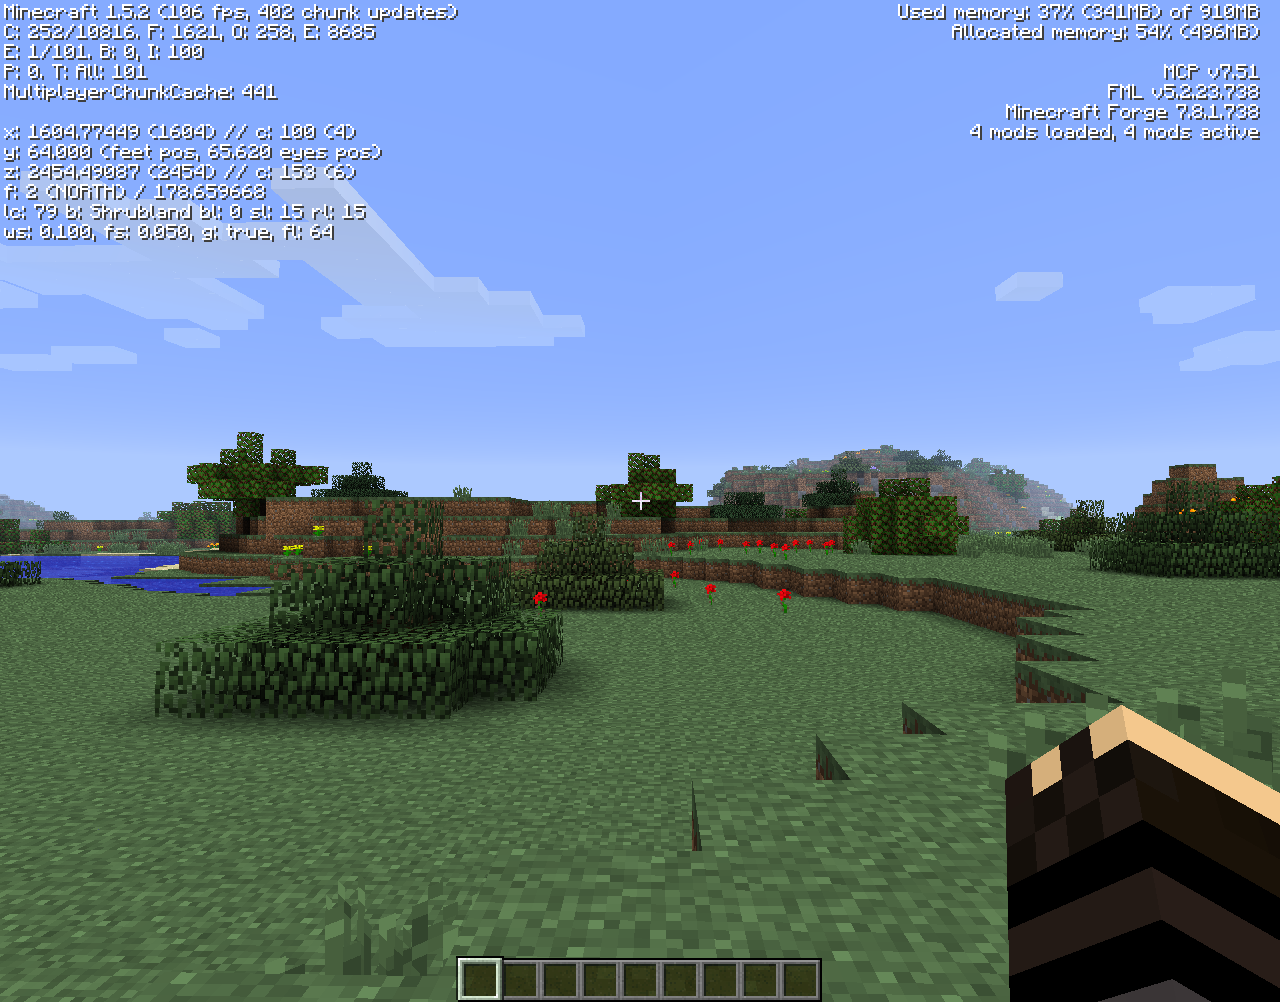 Minecraft 1.5.2 (106 fps, 402 chunk updates)
C: 252/10816. F: 1621, O: 258, E: 8685
E: 1/101. B: 0, I: 100
P: 0. T: All: 101
MultiplayerChunkCache: 441
x: 1604.77449 (1604) // c: 100 (4)
y: 64.000 (feet pos, 65.620 eyes pos)
z: 2454.49087 (2454) // c: 153 (6)
f: 2 (NORTH) / 178.659668
lc: 79 b: Shrubland bl: 0 sl: 15 rl: 15
ws: 0.100, fs: 0.050, g: true, fl: 64
Used memory: 37% (341MB) of 910MB
Allocated memory: 54% (496MB)
MCP v7.51
FML v5.2.23.738
Minecraft Forge 7.8.1.738
4 mods loaded, 4 mods active